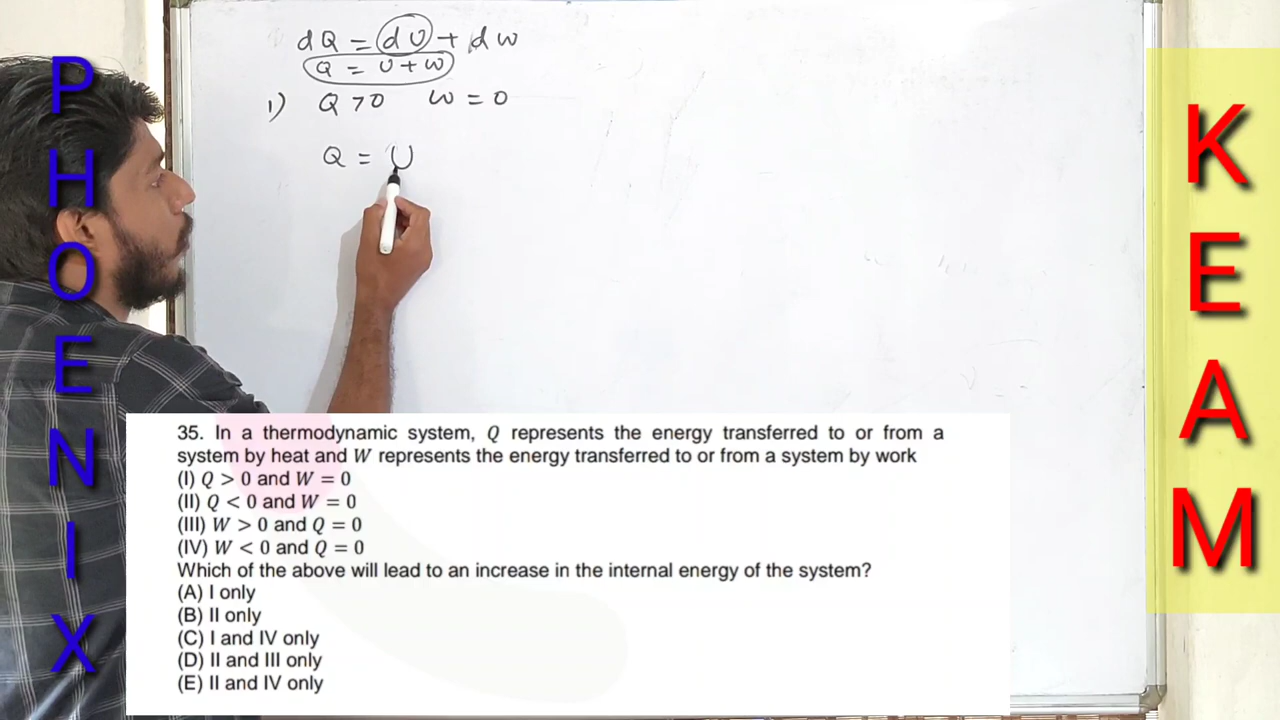 dQ = dU + dw
Q = U + W
1) Q > 0 W = 0
Q = U
PHOENIX
KEAM
35. In a thermodynamic system, Q represents the energy transferred to or from a
system by heat and W represents the energy transferred to or from a system by work
(I) Q > 0 and W = 0
(II) Q < 0 and W = 0
(III) W > 0 and Q = 0
(IV) W < 0 and Q = 0
Which of the above will lead to an increase in the internal energy of the system?
(A) I only
(B) II only
(C) I and IV only
(D) II and III only
(E) II and IV only